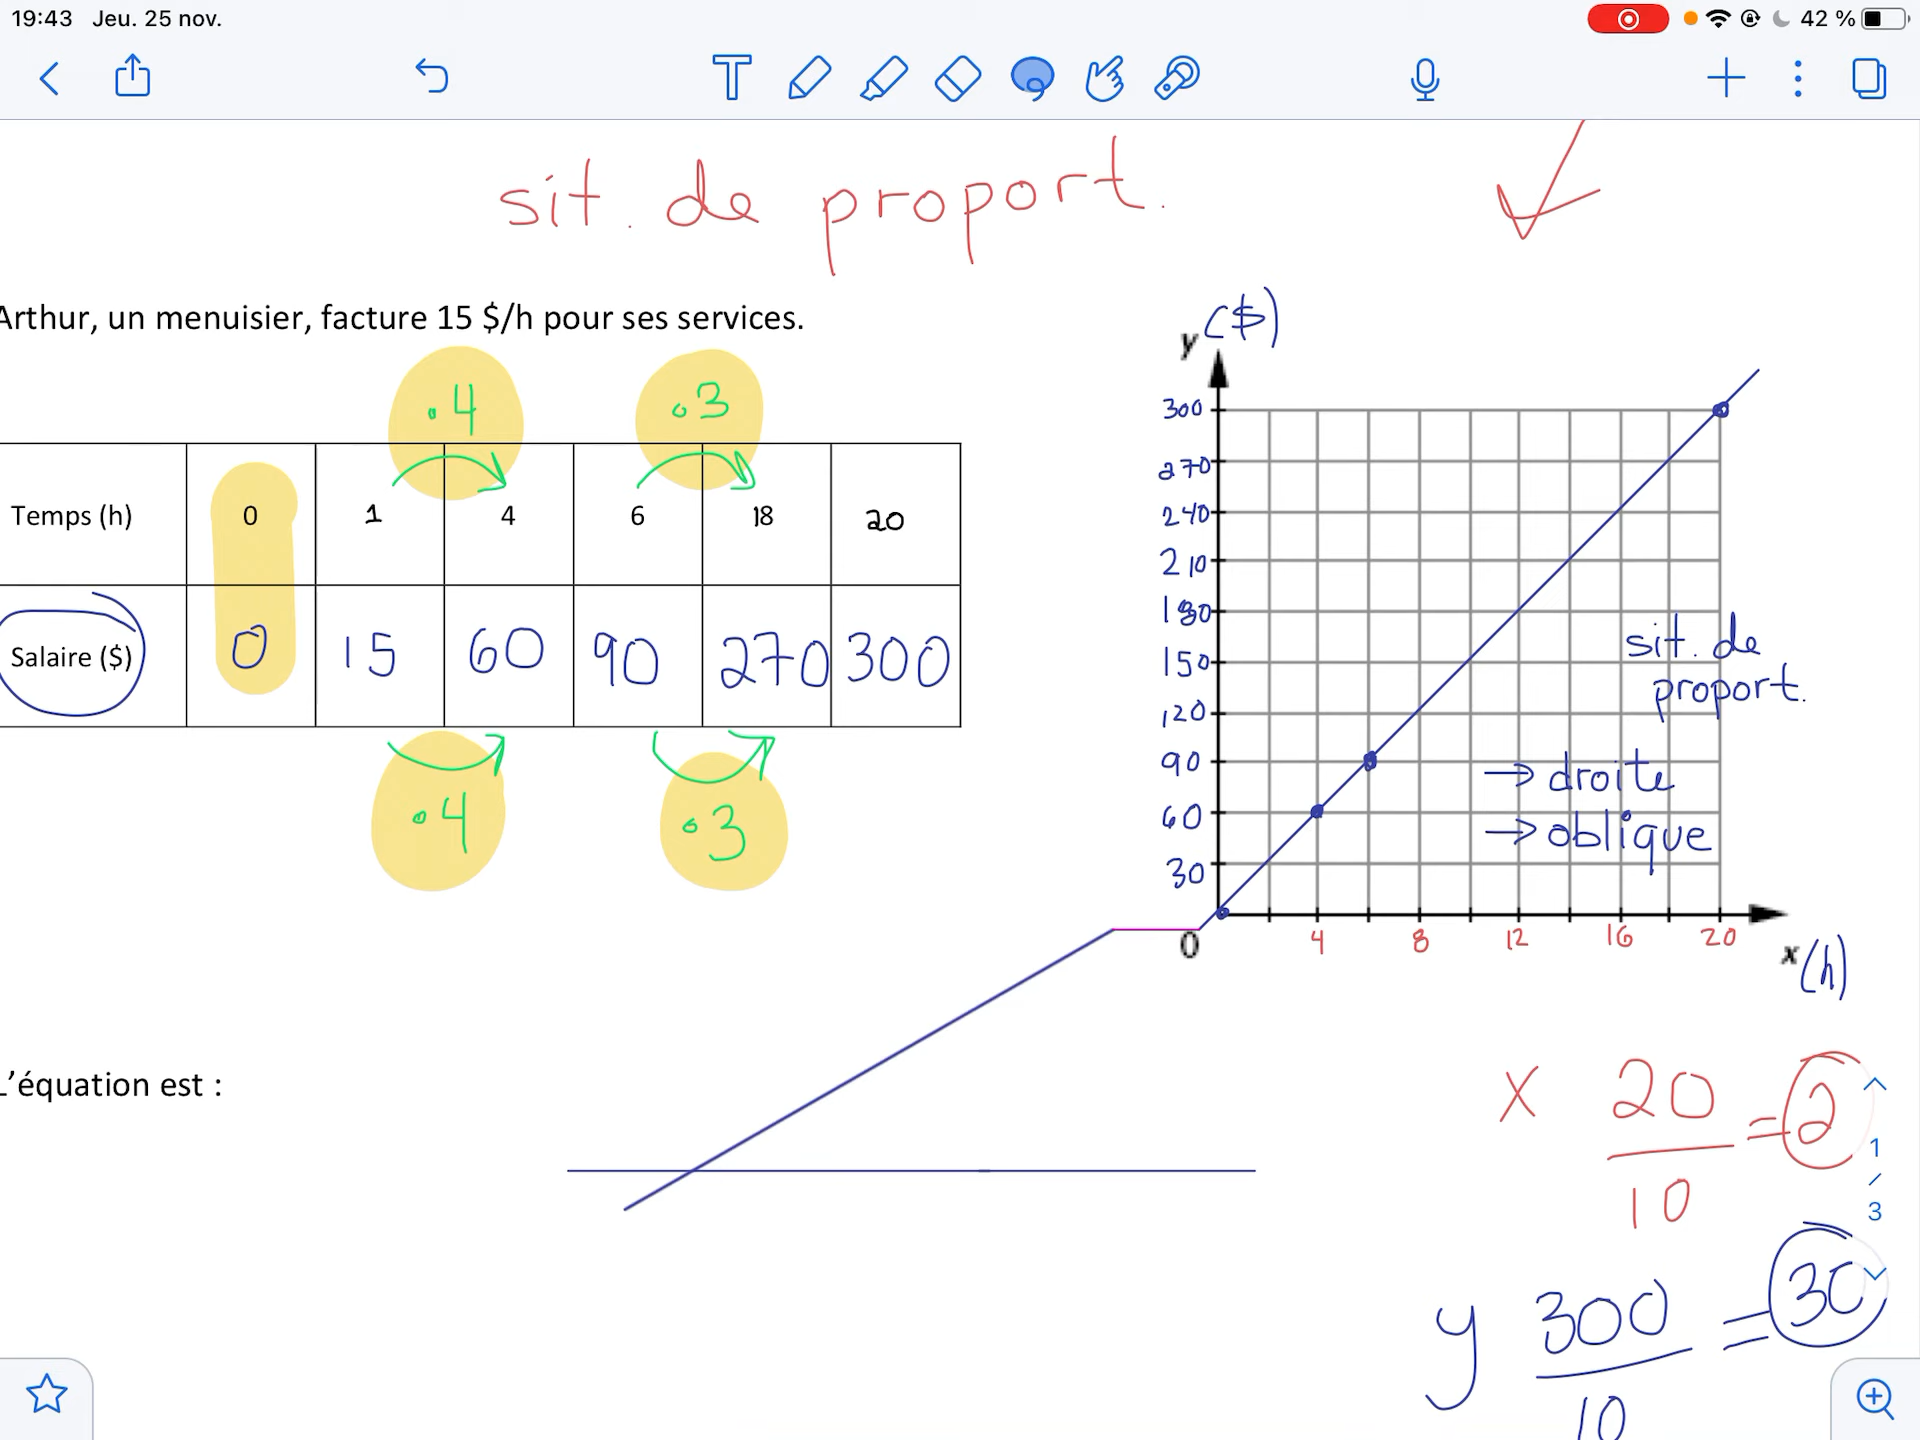 19:43 Jeu. 25 nov. 42 %
T
sit. de proport.
Arthur, un menuisier, facture 15 $/h pour ses services.
.4 .3
Temps (h) 0 1 4 6 18 20
Salaire ($) 0 15 60 90 270 300
.4 .3
y ($)
300
270
240
210
180
150
120
90
60
30
0 4 8 12 16 20
x (h)
sit. de
proport.
→ droite
→ oblique
L'équation est :
x 20/10 = 2
y 300/10 = 30
1
/
3